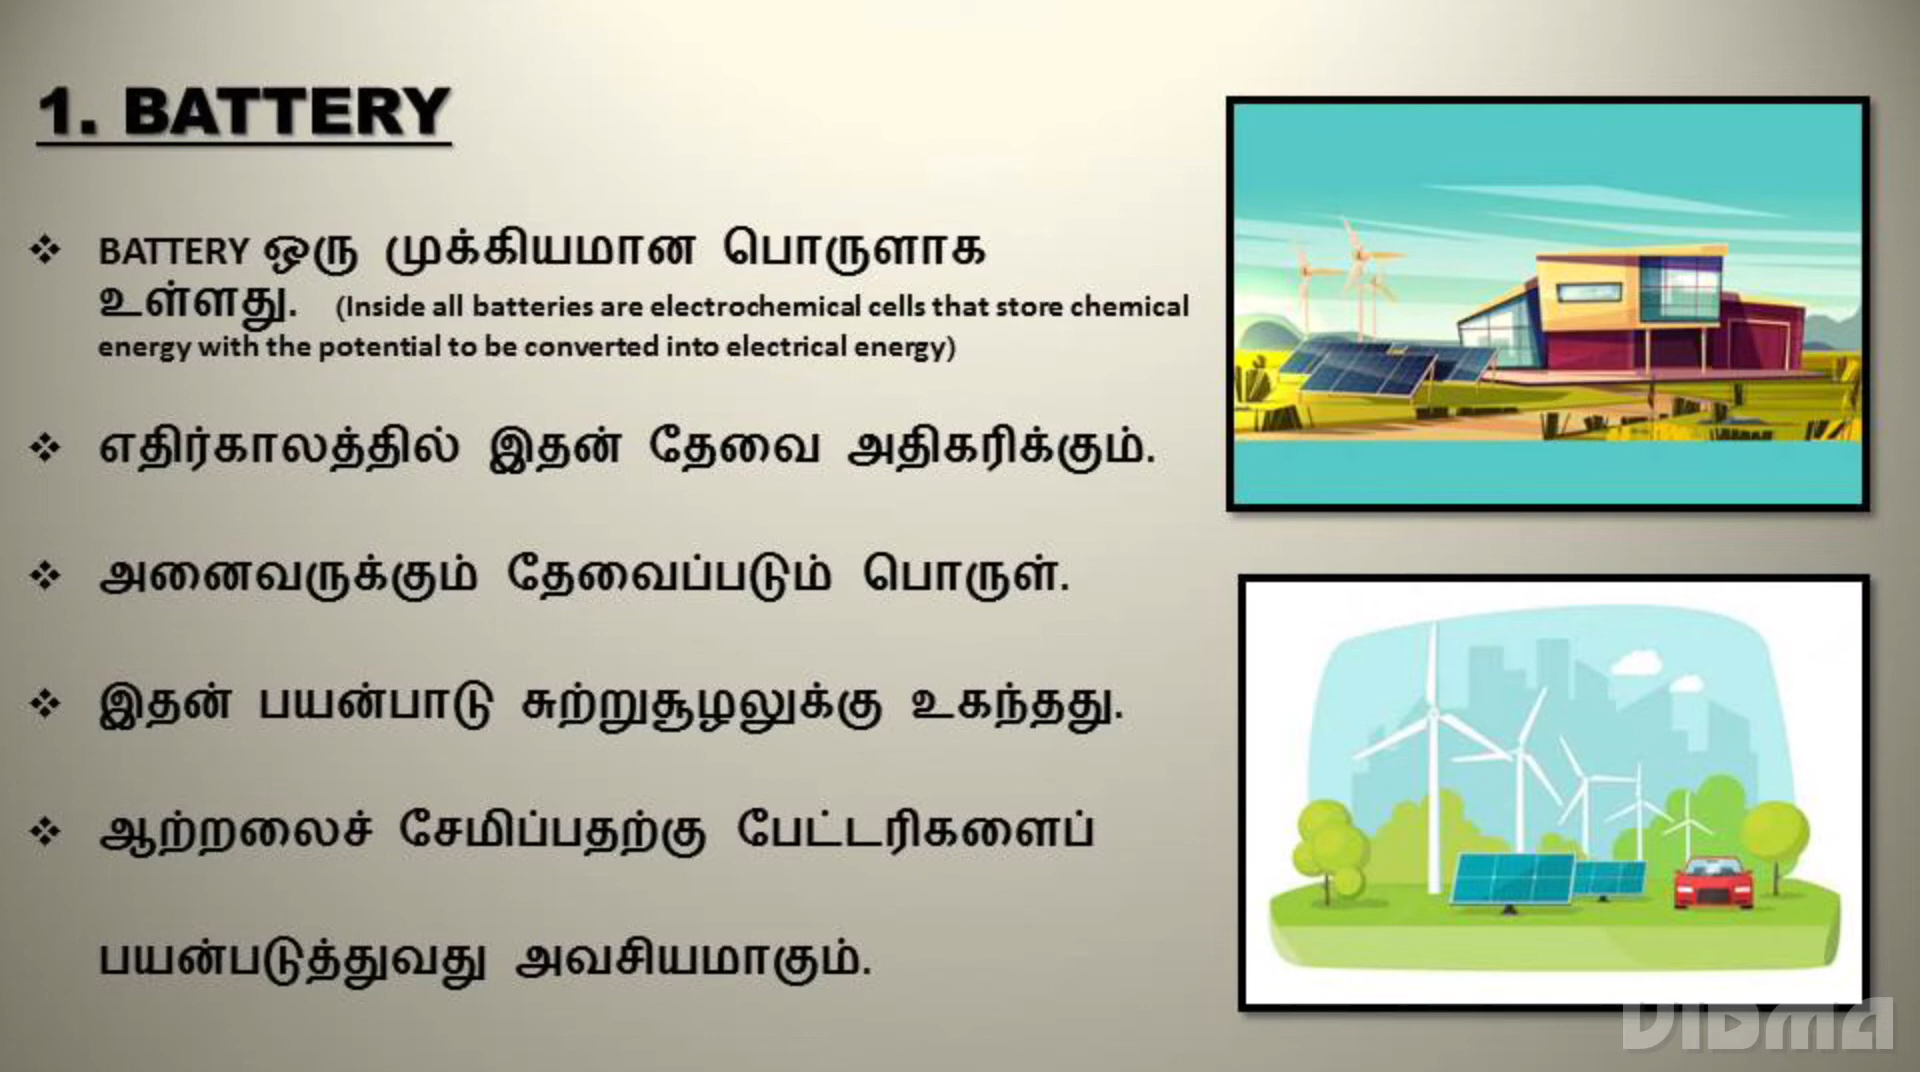 1. BATTERY
❖ BATTERY ஒரு முக்கியமான பொருளாக
உள்ளது. (Inside all batteries are electrochemical cells that store chemical
energy with the potential to be converted into electrical energy)
❖ எதிர்காலத்தில் இதன் தேவை அதிகரிக்கும்.
❖ அனைவருக்கும் தேவைப்படும் பொருள்.
❖ இதன் பயன்பாடு சுற்றுசூழலுக்கு உகந்தது.
❖ ஆற்றலைச் சேமிப்பதற்கு பேட்டரிகளைப்
பயன்படுத்துவது அவசியமாகும்.
VIDMA